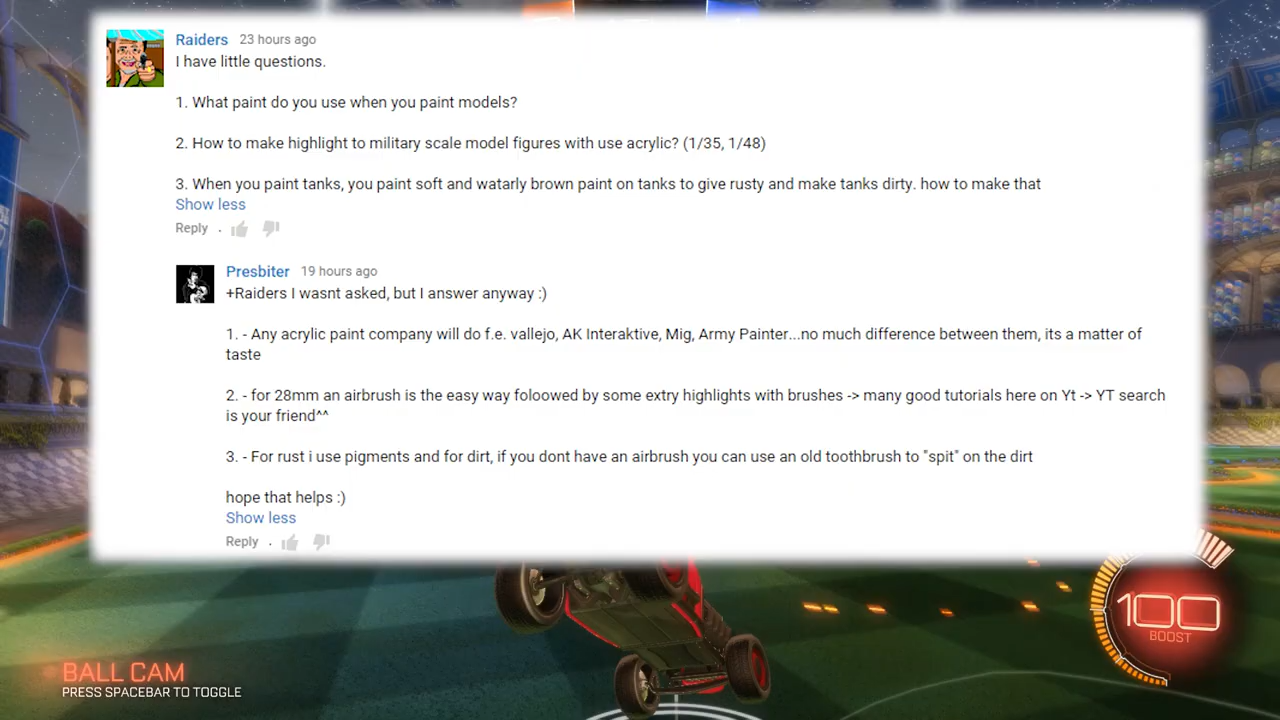 Raiders 23 hours ago
I have little questions.
1. What paint do you use when you paint models?
2. How to make highlight to military scale model figures with use acrylic? (1/35, 1/48)
3. When you paint tanks, you paint soft and watarly brown paint on tanks to give rusty and make tanks dirty. how to make that
Show less
Reply .
Presbiter 19 hours ago
+Raiders I wasnt asked, but I answer anyway :)
1. - Any acrylic paint company will do f.e. vallejo, AK Interaktive, Mig, Army Painter...no much difference between them, its a matter of
taste
2. - for 28mm an airbrush is the easy way foloowed by some extry highlights with brushes -> many good tutorials here on Yt -> YT search
is your friend^^
3. - For rust i use pigments and for dirt, if you dont have an airbrush you can use an old toothbrush to "spit" on the dirt
hope that helps :)
Show less
Reply .
100
BOOST
BALL CAM
PRESS SPACEBAR TO TOGGLE